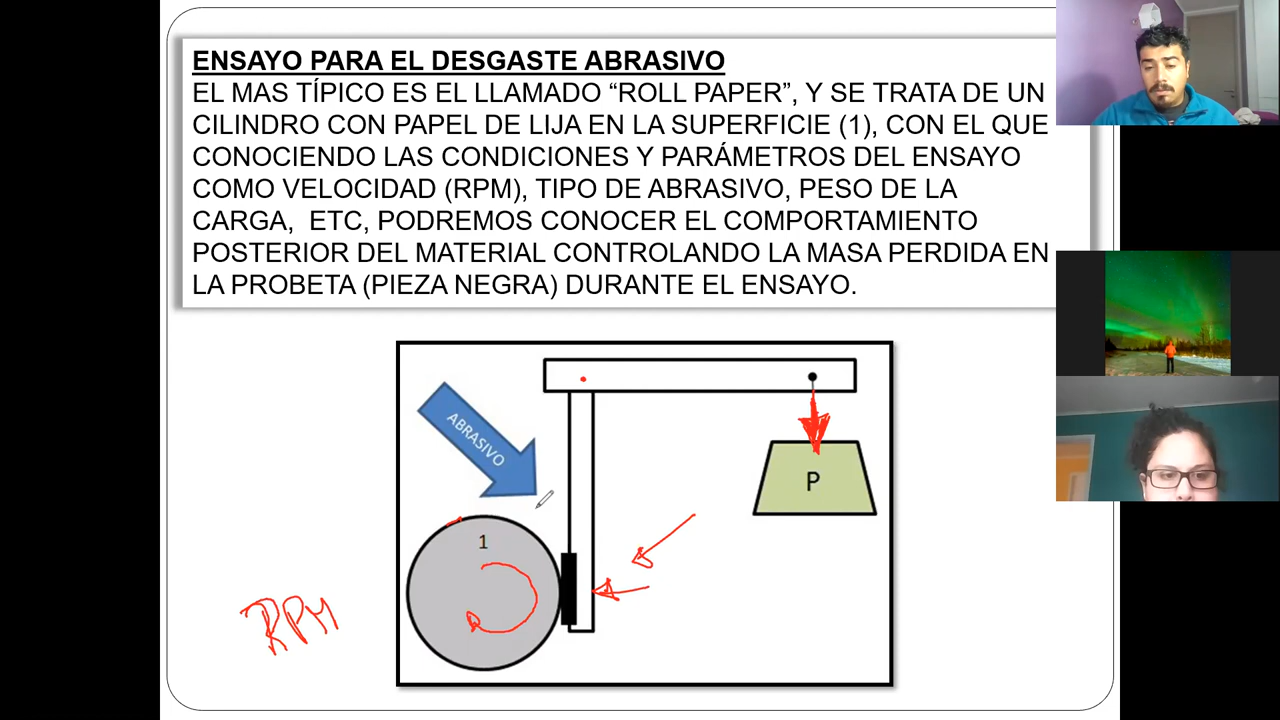 ENSAYO PARA EL DESGASTE ABRASIVO
EL MAS TÍPICO ES EL LLAMADO “ROLL PAPER”, Y SE TRATA DE UN
CILINDRO CON PAPEL DE LIJA EN LA SUPERFICIE (1), CON EL QUE
CONOCIENDO LAS CONDICIONES Y PARÁMETROS DEL ENSAYO
COMO VELOCIDAD (RPM), TIPO DE ABRASIVO, PESO DE LA
CARGA,  ETC, PODREMOS CONOCER EL COMPORTAMIENTO
POSTERIOR DEL MATERIAL CONTROLANDO LA MASA PERDIDA EN
LA PROBETA (PIEZA NEGRA) DURANTE EL ENSAYO.
ABRASIVO
P
1
RPM